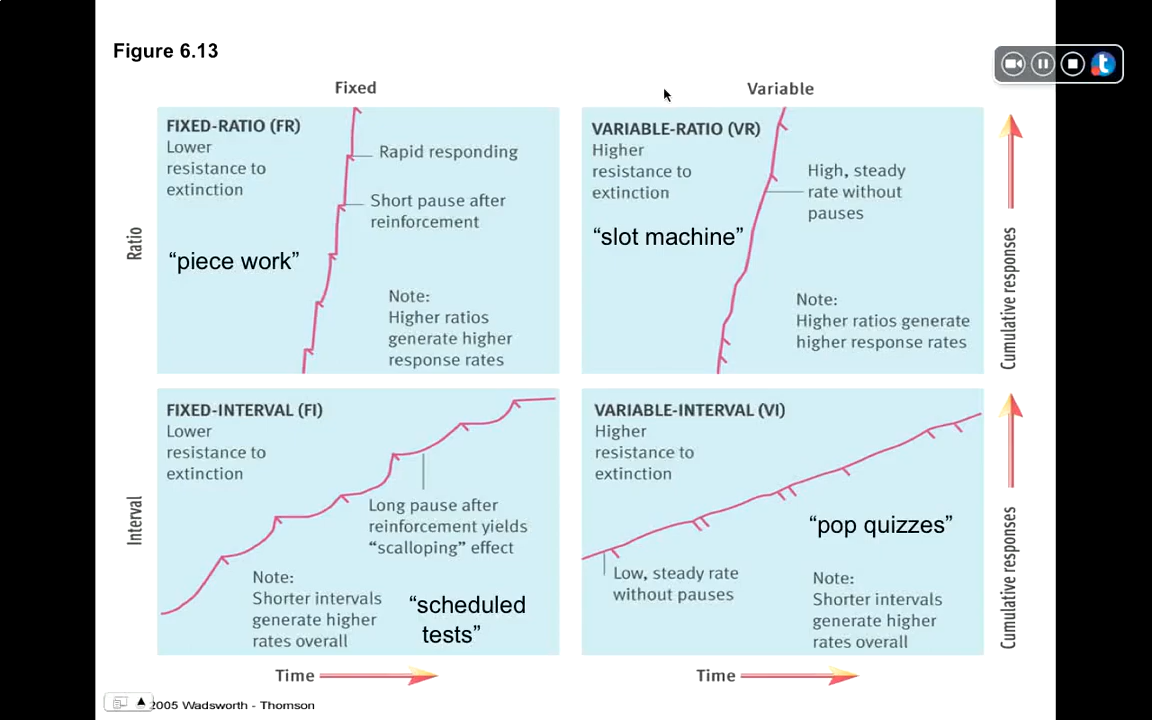 Figure 6.13
Fixed
Variable
FIXED-RATIO (FR)
Lower
resistance to
extinction
Rapid responding
Short pause after
reinforcement
“piece work”
Note:
Higher ratios
generate higher
response rates
Ratio
VARIABLE-RATIO (VR)
Higher
resistance to
extinction
High, steady
rate without
pauses
“slot machine”
Note:
Higher ratios generate
higher response rates
Cumulative responses
FIXED-INTERVAL (FI)
Lower
resistance to
extinction
Long pause after
reinforcement yields
“scalloping” effect
Note:
Shorter intervals
generate higher
rates overall
“scheduled
tests”
Interval
VARIABLE-INTERVAL (VI)
Higher
resistance to
extinction
“pop quizzes”
Low, steady rate
without pauses
Note:
Shorter intervals
generate higher
rates overall
Cumulative responses
Time
Time
2005 Wadsworth - Thomson
t